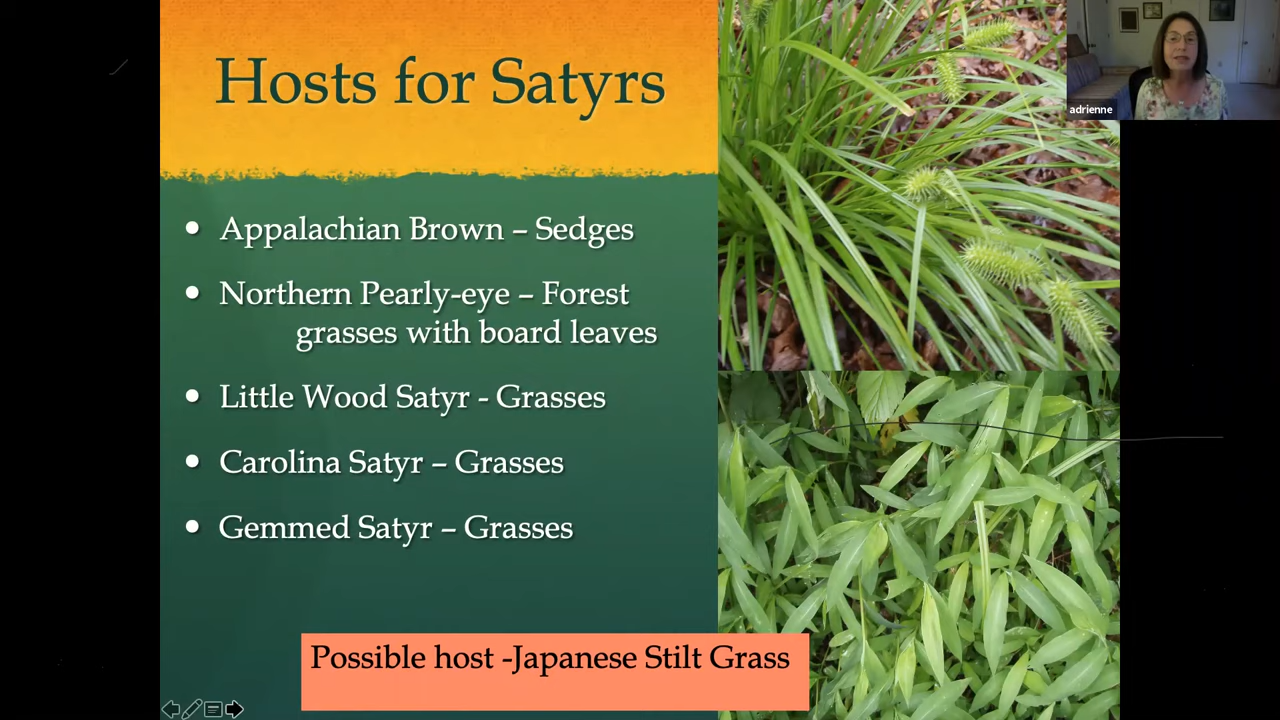 Hosts for Satyrs
adrienne
• Appalachian Brown – Sedges
• Northern Pearly-eye – Forest
grasses with board leaves
• Little Wood Satyr - Grasses
• Carolina Satyr – Grasses
• Gemmed Satyr – Grasses
Possible host -Japanese Stilt Grass